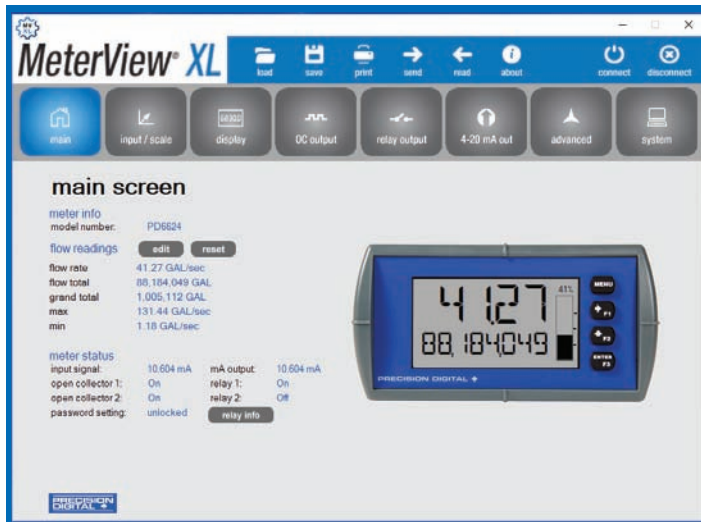 MeterView® XL
load save print send read about connect disconnect
main input / scale display OC output relay output 4-20 mA out advanced system
main screen
meter info
model number: PD6624
flow readings edit reset
flow rate 41.27 GAL/sec
flow total 88,184,049 GAL
grand total 1,005,112 GAL
max 131.44 GAL/sec
min 1.18 GAL/sec
meter status
input signal: 10.604 mA mA output: 10.604 mA
open collector 1: On relay 1: On
open collector 2: On relay 2: Off
password setting: unlocked relay info
41.27
41%
88,184,049
MENU
F1
F2
ENTER
F3
PRECISION DIGITAL
PRECISION
DIGITAL